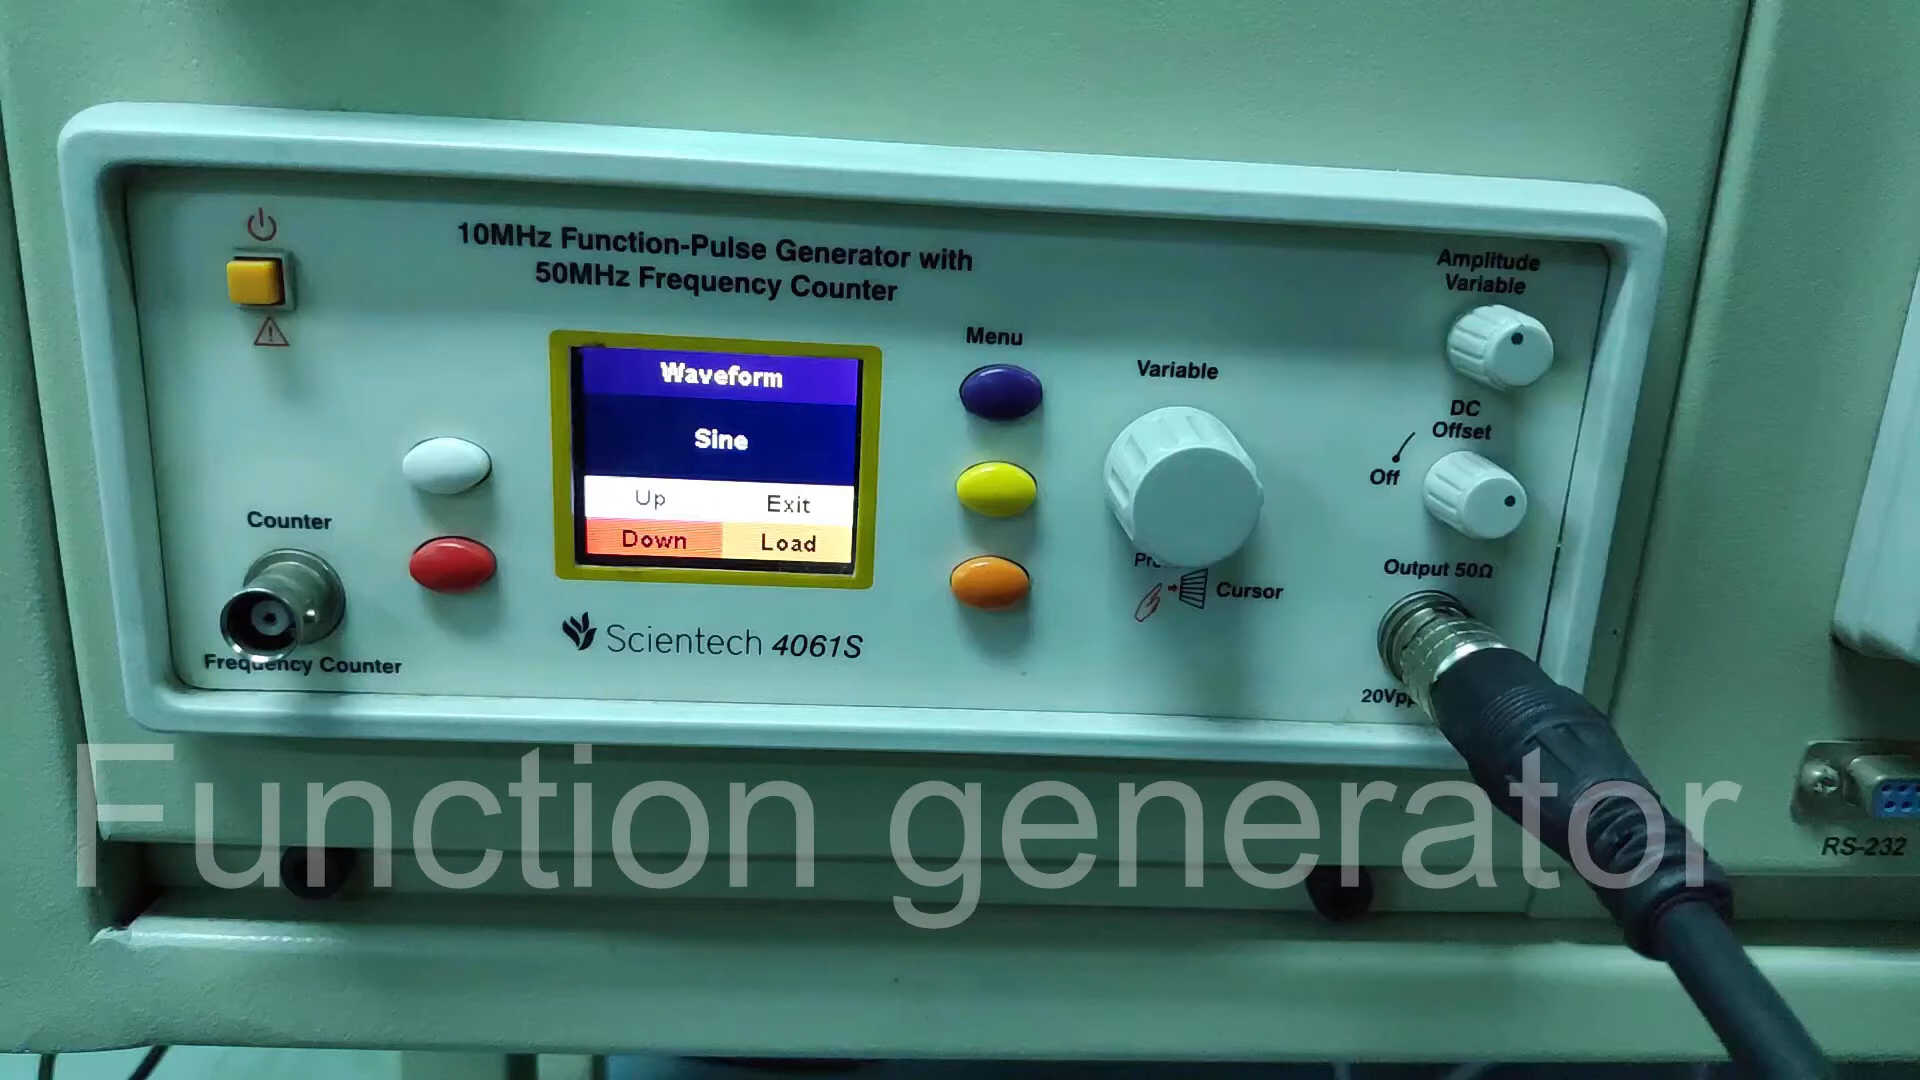 10MHz Function-Pulse Generator with
50MHz Frequency Counter
Amplitude
Variable
Menu
Variable
Waveform
Sine
Up
Exit
Down
Load
DC
Offset
Off
Counter
Frequency Counter
Scientech 4061S
Cursor
Output 50Ω
20Vpp
Function generator
RS-232